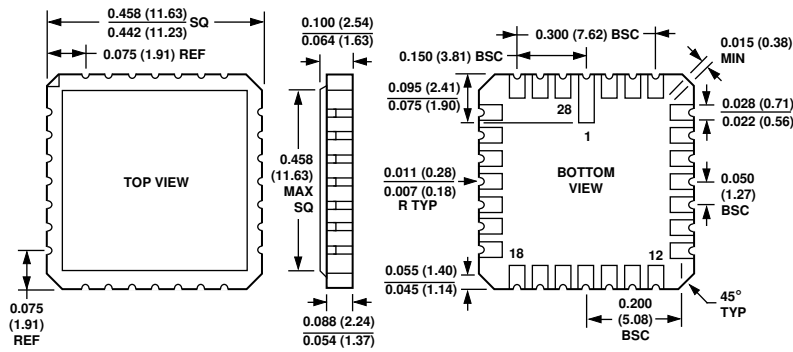 0.458 (11.63)
0.442 (11.23)
SQ
0.075 (1.91) REF
TOP VIEW
0.075
(1.91)
REF
0.100 (2.54)
0.064 (1.63)
0.458
(11.63)
MAX
SQ
0.088 (2.24)
0.054 (1.37)
0.300 (7.62) BSC
0.150 (3.81) BSC
0.015 (0.38)
MIN
0.095 (2.41)
0.075 (1.90)
28
1
0.028 (0.71)
0.022 (0.56)
0.011 (0.28)
0.007 (0.18)
R TYP
BOTTOM
VIEW
0.050
(1.27)
BSC
18
12
0.055 (1.40)
0.045 (1.14)
0.200
(5.08)
BSC
45°
TYP